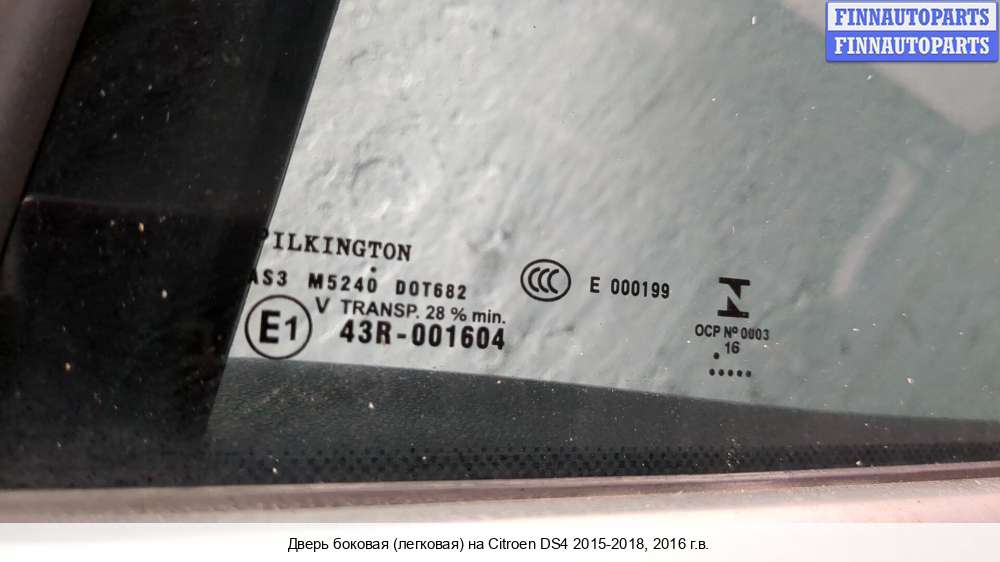 FINNAUTOPARTS
FINNAUTOPARTS
PILKINGTON
AS3 M5240 DOT682
CCC E 000199
V TRANSP. 28 % min.
E1 43R-001604
N
OCP Nº 0003
16
Дверь боковая (легковая) на Citroen DS4 2015-2018, 2016 г.в.